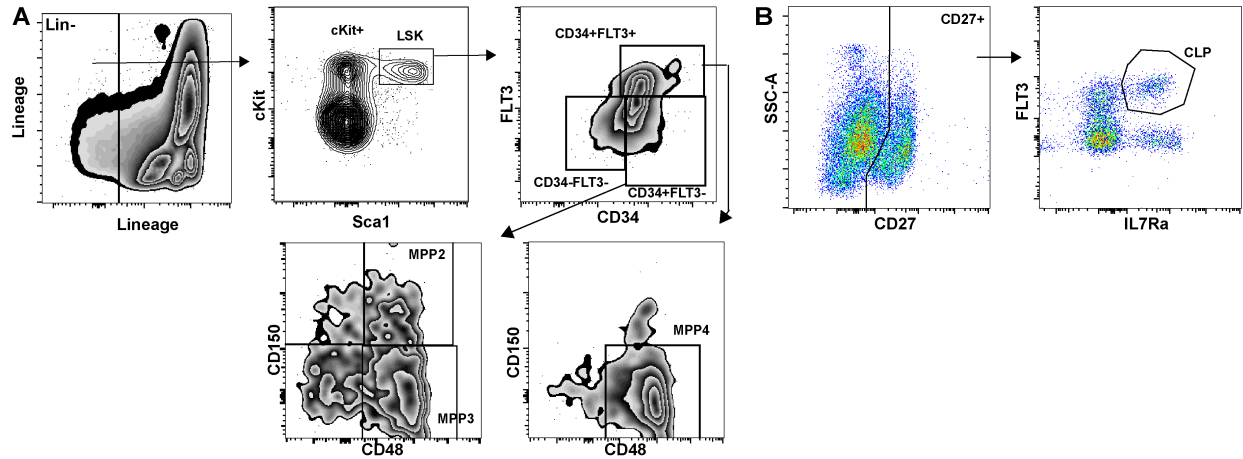 A
Lin-
Lineage
Lineage
cKit+
LSK
cKit
Sca1
CD34+FLT3+
FLT3
CD34-FLT3-
CD34+FLT3-
CD34
MPP2
CD150
MPP3
CD48
MPP4
CD150
CD48
B
CD27+
SSC-A
CD27
CLP
FLT3
IL7Ra